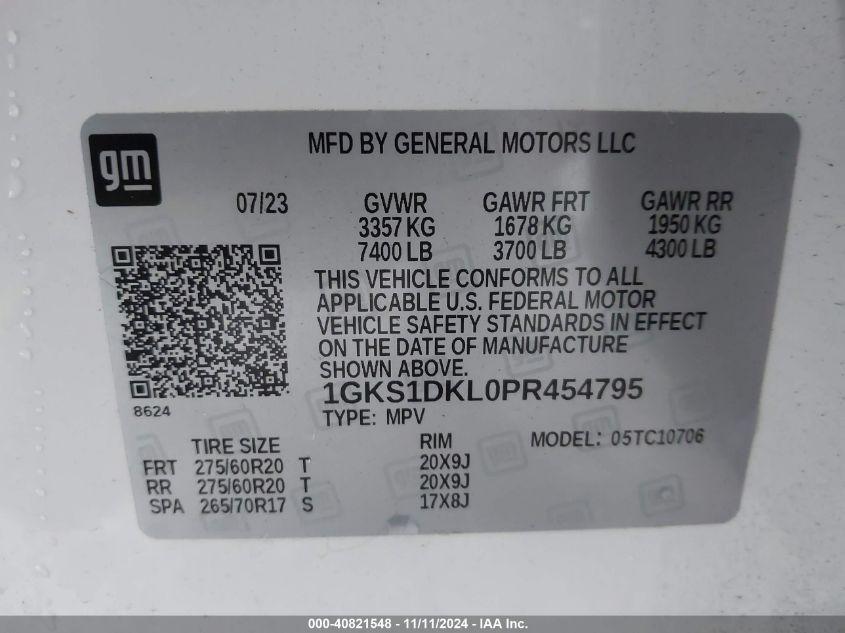 gm
MFD BY GENERAL MOTORS LLC
07/23 GVWR GAWR FRT GAWR RR
3357 KG 1678 KG 1950 KG
7400 LB 3700 LB 4300 LB
THIS VEHICLE CONFORMS TO ALL
APPLICABLE U.S. FEDERAL MOTOR
VEHICLE SAFETY STANDARDS IN EFFECT
ON THE DATE OF MANUFACTURE
SHOWN ABOVE.
1GKS1DKL0PR454795
8624
TYPE: MPV
TIRE SIZE RIM MODEL: 05TC10706
FRT 275/60R20 T 20X9J
RR 275/60R20 T 20X9J
SPA 265/70R17 S 17X8J
000-40821548 - 11/11/2024 - IAA Inc.